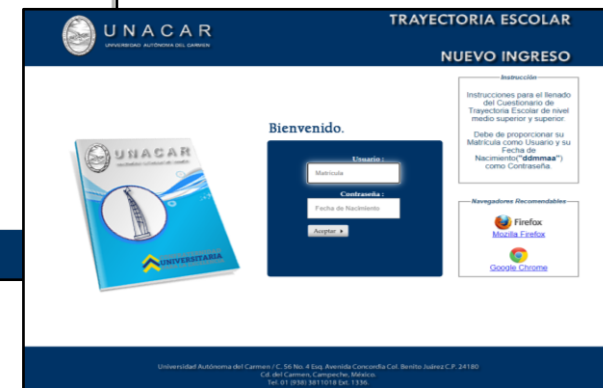 UNACAR
UNIVERSIDAD AUTÓNOMA DEL CARMEN
TRAYECTORIA ESCOLAR
NUEVO INGRESO
Instrucción
Instrucciones para el llenado
del Cuestionario de
Trayectoria Escolar de nivel
medio superior y superior.
Debe de proporcionar su
Matrícula como Usuario y su
Fecha de
Nacimiento("ddmmaa")
como Contraseña.
Bienvenido.
Usuario :
Matrícula
Contraseña :
Fecha de Nacimiento
Aceptar
UNACAR
UNIVERSITARIA
Navegadores Recomendables
Firefox
Mozilla Firefox
Google Chrome
Universidad Autónoma del Carmen / C. 56 No. 4 Esq. Avenida Concordia Col. Benito Juárez C.P. 24180
Cd. del Carmen, Campeche, México.
Tel. 01 (938) 3811018 Ext. 1336.